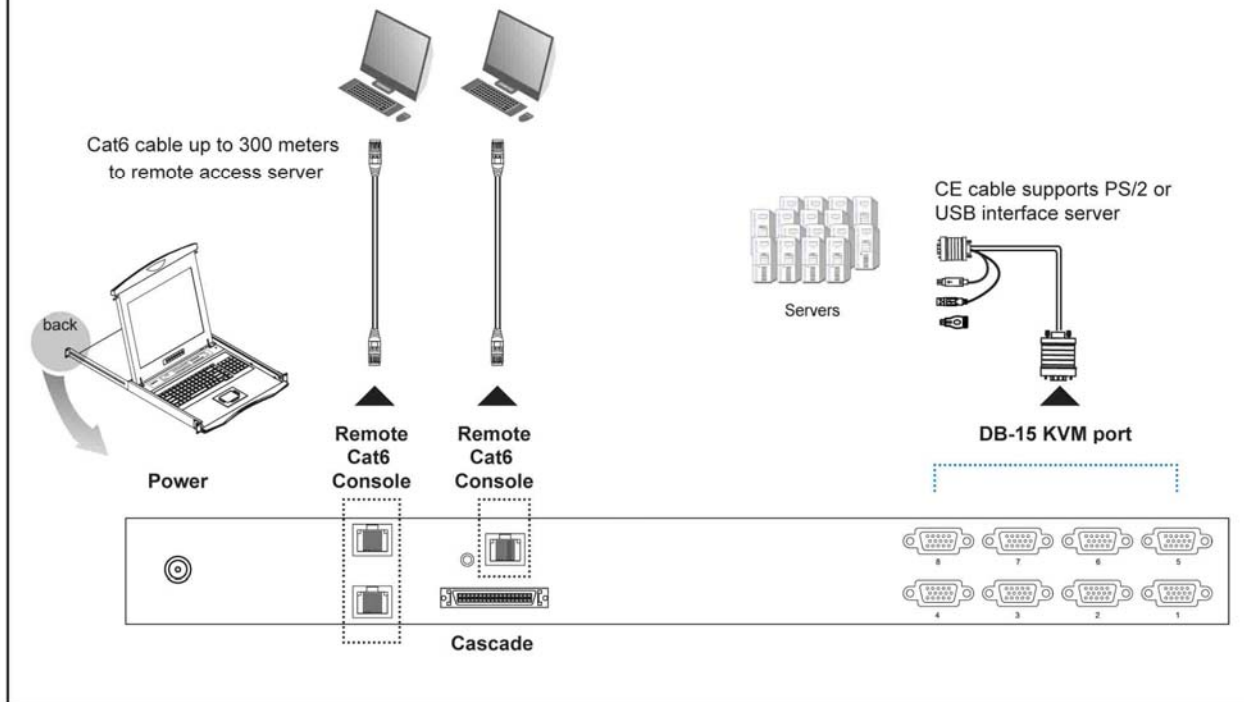 Cat6 cable up to 300 meters
to remote access server
CE cable supports PS/2 or
USB interface server
Servers
back
DB-15 KVM port
Remote
Cat6
Console
Remote
Cat6
Console
Power
8
7
6
5
4
3
2
1
Cascade